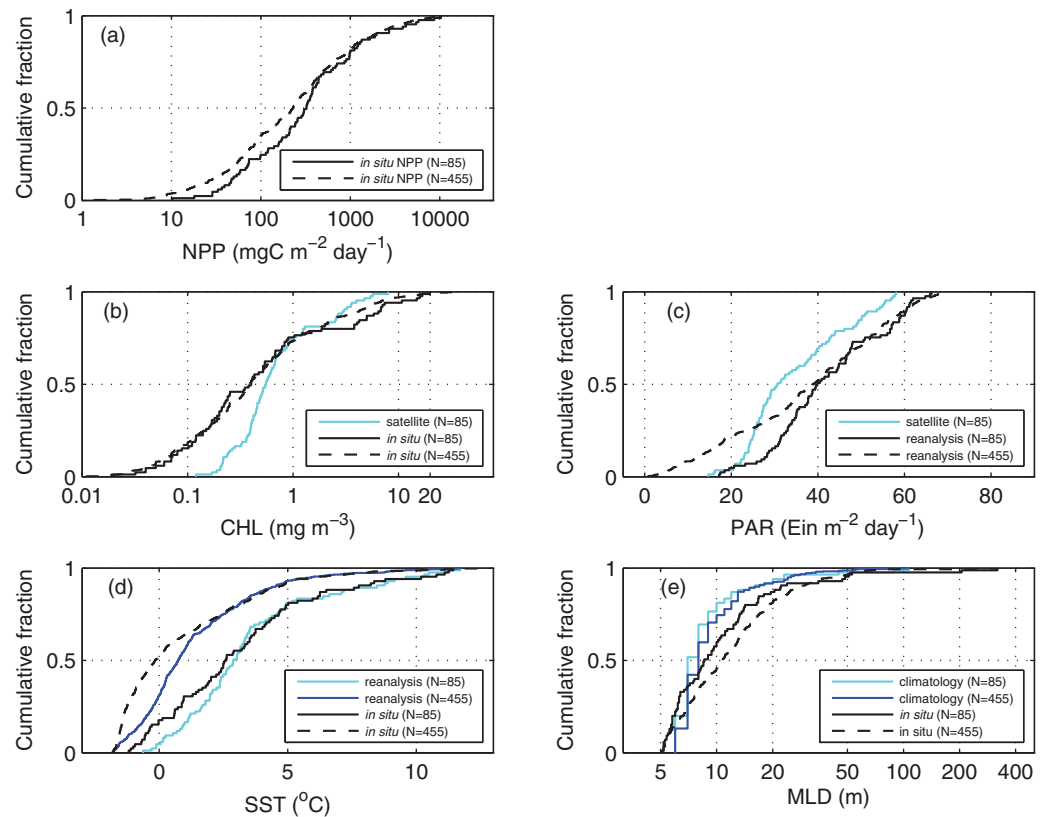 (a)
Cumulative fraction
1
0.5
0
in situ NPP (N=85)
in situ NPP (N=455)
1 10 100 1000 10000
NPP (mgC m⁻² day⁻¹)
(b)
Cumulative fraction
1
0.5
0
satellite (N=85)
in situ (N=85)
in situ (N=455)
0.01 0.1 1 10 20
CHL (mg m⁻³)
(c)
Cumulative fraction
1
0.5
0
satellite (N=85)
reanalysis (N=85)
reanalysis (N=455)
0 20 40 60 80
PAR (Ein m⁻² day⁻¹)
(d)
Cumulative fraction
1
0.5
0
reanalysis (N=85)
reanalysis (N=455)
in situ (N=85)
in situ (N=455)
0 5 10
SST (°C)
(e)
Cumulative fraction
1
0.5
0
climatology (N=85)
climatology (N=455)
in situ (N=85)
in situ (N=455)
5 10 20 50 100 200 400
MLD (m)